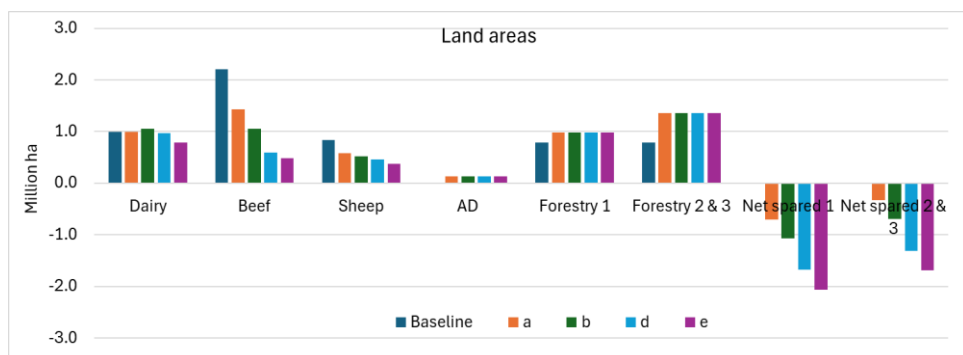 Land areas
Million ha
3.0
2.0
1.0
0.0
-1.0
-2.0
-3.0
Dairy Beef Sheep AD Forestry 1 Forestry 2 & 3 Net spared 1 Net spared 2 &
3
Baseline a b d e